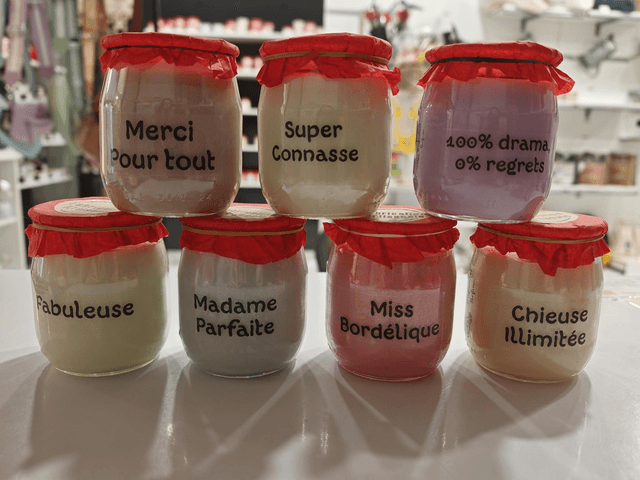 Merci
Pour tout
Super
Connasse
100% drama
0% regrets
Fabuleuse
Madame
Parfaite
Miss
Bordélique
Chieuse
Illimitée